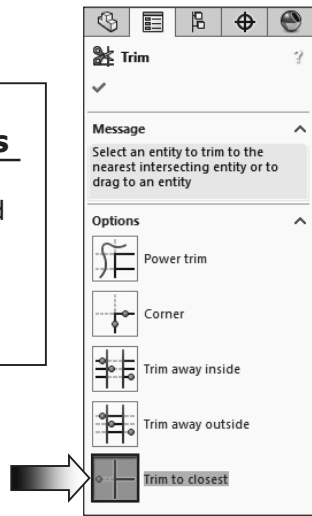 Trim
?
Message
Select an entity to trim to the
nearest intersecting entity or to
drag to an entity
Options
Power trim
Corner
Trim away inside
Trim away outside
Trim to closest
s
d